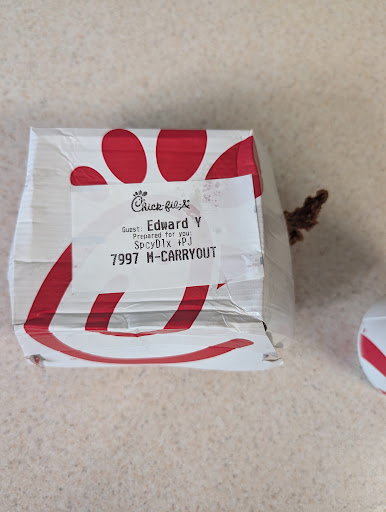 Chick-fil-A
Guest: Edward Y
Prepared for you:
SpcyDlx +PJ
7997 M-CARRYOUT